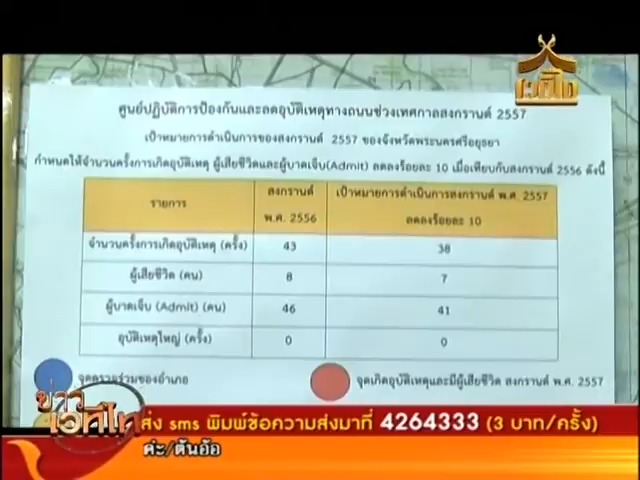 เวทีไท
ศูนย์ปฏิบัติการป้องกันและลดอุบัติเหตุทางถนนช่วงเทศกาลสงกรานต์ 2557
เป้าหมายการดำเนินการของสงกรานต์ 2557 ของจังหวัดพระนครศรีอยุธยา
กำหนดให้จำนวนครั้งการเกิดอุบัติเหตุ ผู้เสียชีวิตและผู้บาดเจ็บ(Admit) ลดลงร้อยละ 10 เมื่อเทียบกับสงกรานต์ 2556 ดังนี้
รายการ
สงกรานต์
พ.ศ. 2556
เป้าหมายการดำเนินการสงกรานต์ พ.ศ. 2557
ลดลงร้อยละ 10
จำนวนครั้งการเกิดอุบัติเหตุ (ครั้ง) 43 38
ผู้เสียชีวิต (คน) 8 7
ผู้บาดเจ็บ (Admit) (คน) 46 41
อุบัติเหตุใหญ่ (ครั้ง) 0 0
จุดตรวจร่วมของอำเภอ
จุดเกิดอุบัติเหตุและมีผู้เสียชีวิต สงกรานต์ พ.ศ. 2557
ข่าว
เวทีไท
ส่ง sms พิมพ์ข้อความส่งมาที่ 4264333 (3 บาท/ครั้ง)
ค่ะ/ต้นอ้อ